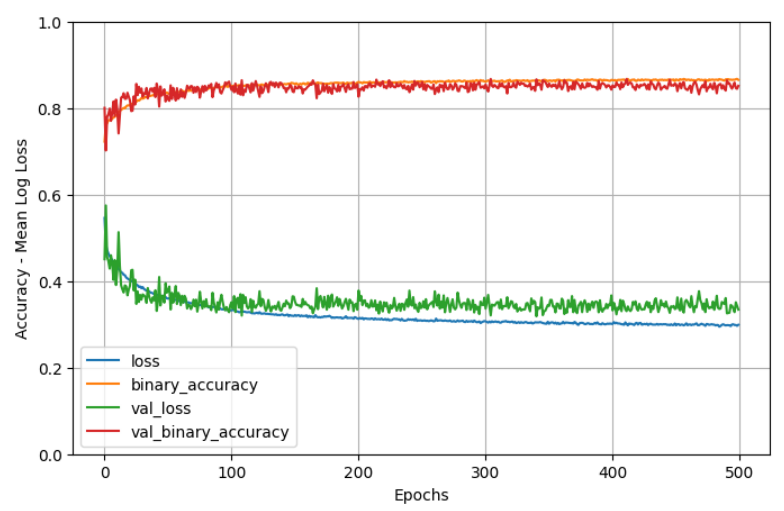 1.0
0.8
0.6
0.4
0.2
0.0
Accuracy - Mean Log Loss
loss
binary_accuracy
val_loss
val_binary_accuracy
0 100 200 300 400 500
Epochs